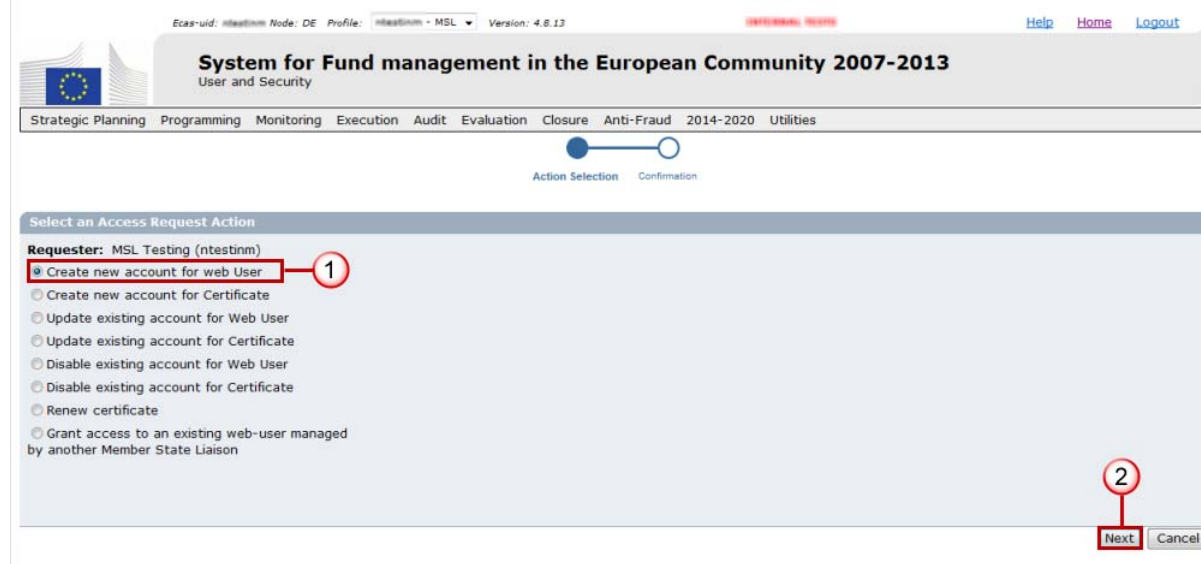 Ecas-uid: Node: DE Profile: - MSL Version: 4.8.13 Help Home Logout
System for Fund management in the European Community 2007-2013
User and Security
Strategic Planning Programming Monitoring Execution Audit Evaluation Closure Anti-Fraud 2014-2020 Utilities
Action Selection Confirmation
Select an Access Request Action
Requester: MSL Testing (ntestinm)
Create new account for web User 1
Create new account for Certificate
Update existing account for Web User
Update existing account for Certificate
Disable existing account for Web User
Disable existing account for Certificate
Renew certificate
Grant access to an existing web-user managed
by another Member State Liaison
2
Next Cancel